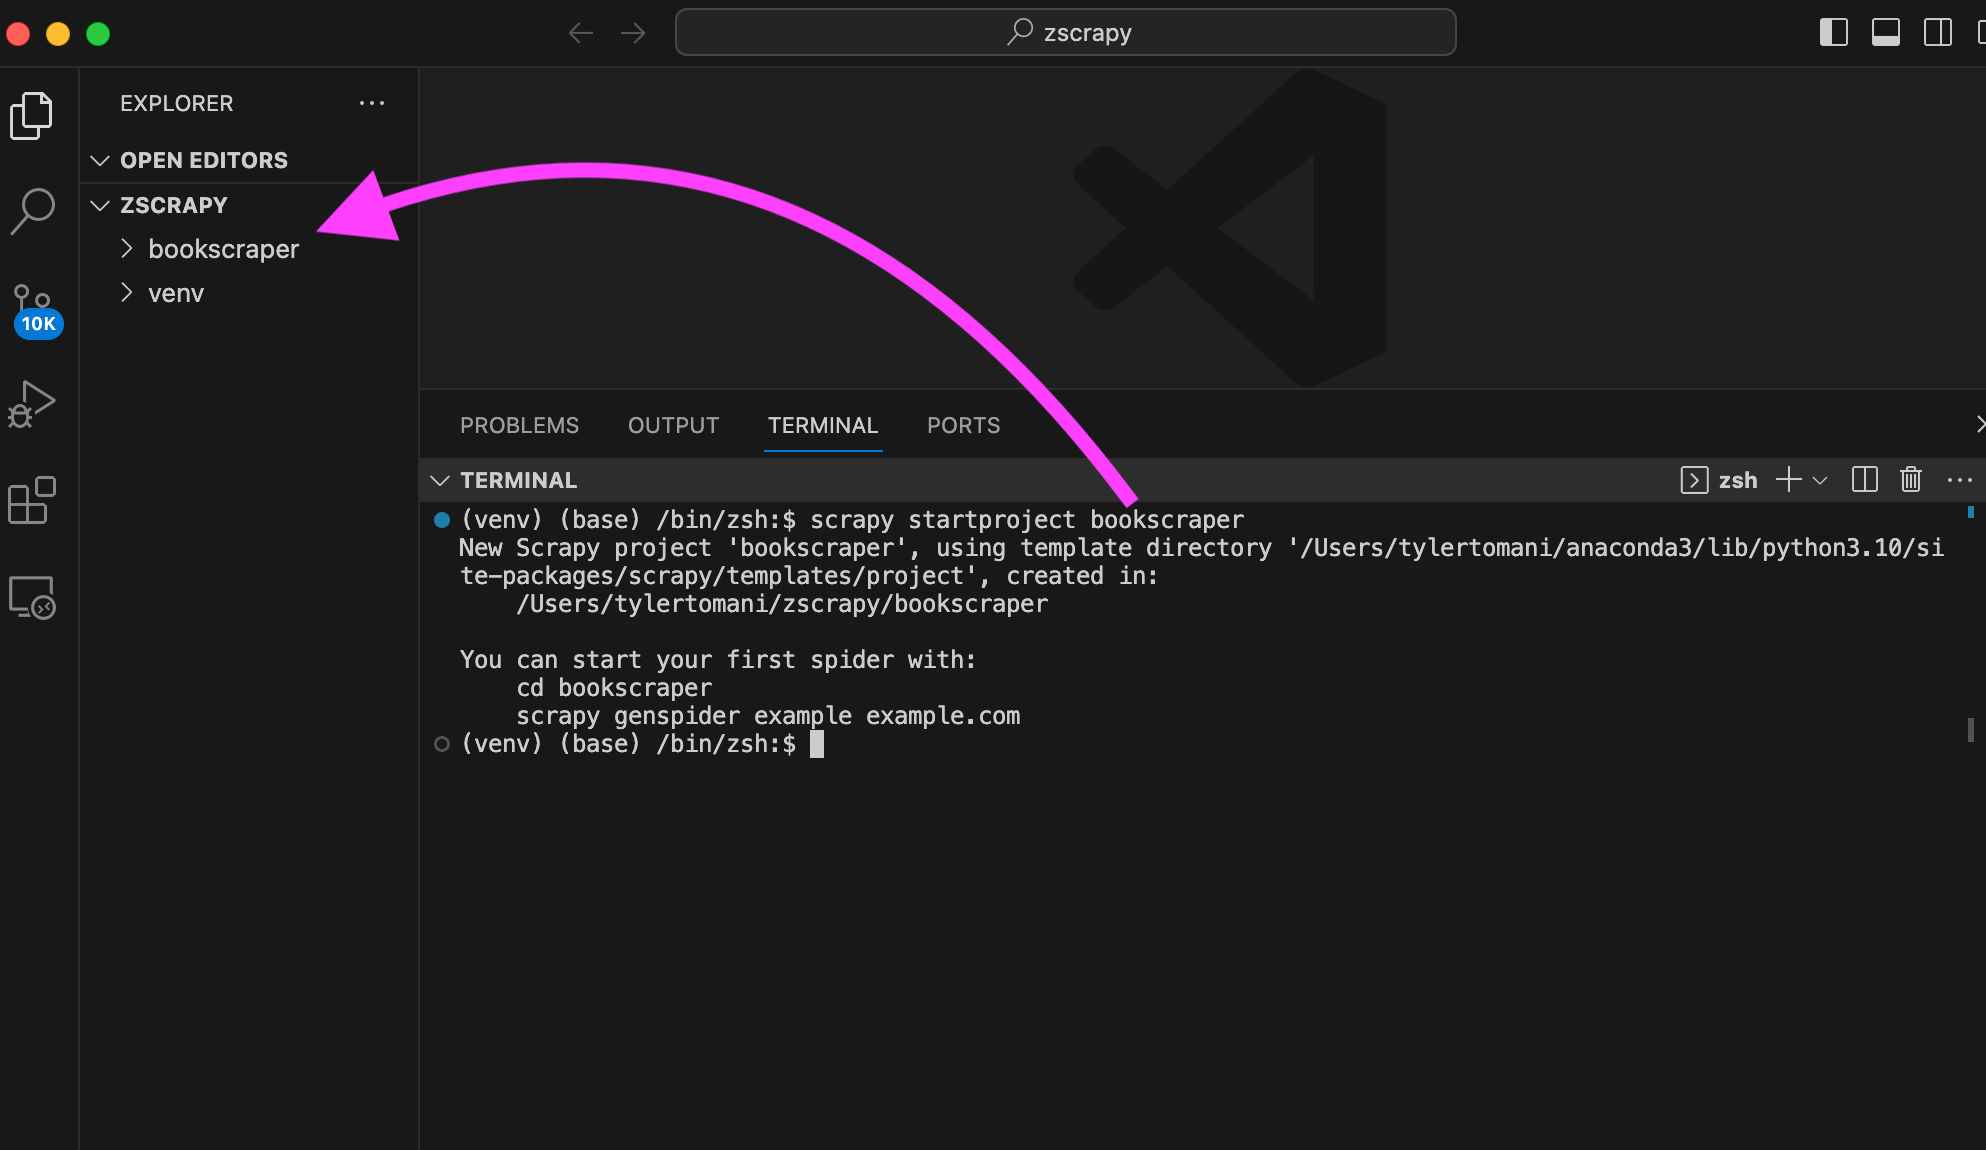 zscrapy
EXPLORER
OPEN EDITORS
ZSCRAPY
bookscraper
venv
10K
PROBLEMS OUTPUT TERMINAL PORTS
TERMINAL
zsh
(venv) (base) /bin/zsh:$ scrapy startproject bookscraper
New Scrapy project 'bookscraper', using template directory '/Users/tylertomani/anaconda3/lib/python3.10/si
te-packages/scrapy/templates/project', created in:
/Users/tylertomani/zscrapy/bookscraper
You can start your first spider with:
cd bookscraper
scrapy genspider example example.com
(venv) (base) /bin/zsh:$